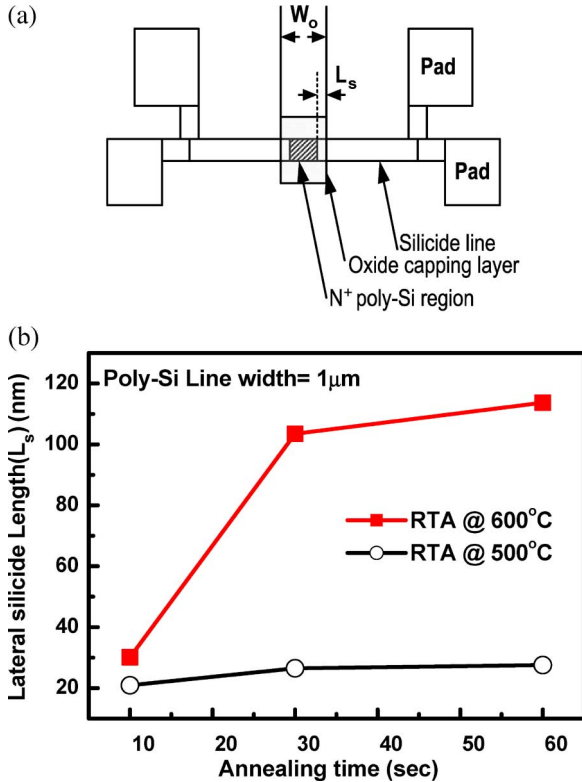 (a)
W₀
Lₛ
Pad
Pad
Silicide line
Oxide capping layer
N⁺ poly-Si region
(b)
Poly-Si Line width= 1μm
Lateral silicide Length(Lₛ) (nm)
120
100
80
60
40
20
RTA @ 600°C
RTA @ 500°C
10 20 30 40 50 60
Annealing time (sec)